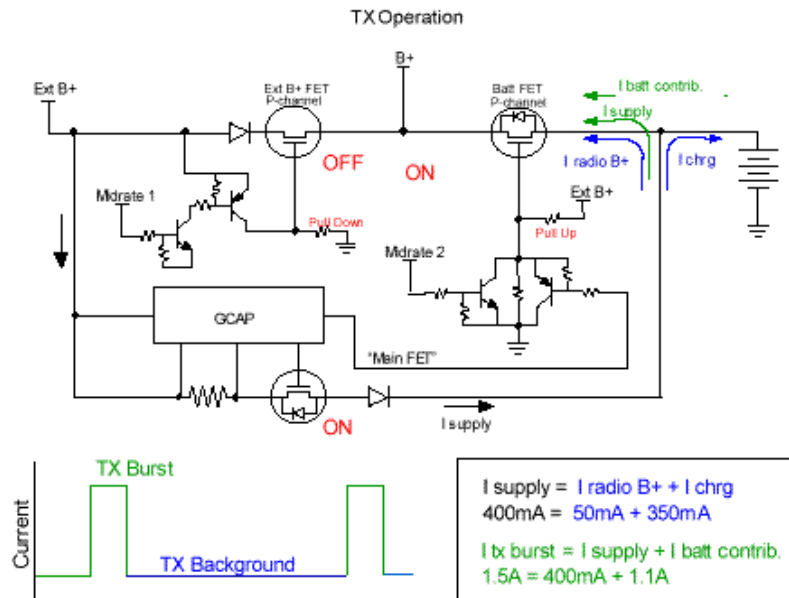 TX Operation
B+
Ext B+
Ext B+ FET
P-channel
Batt FET
P-channel
I batt contrib.
I supply
OFF
ON
I radio B+
I chrg
Midrate 1
Pull Down
Ext B+
Pull Up
Midrate 2
GCAP
"Main FET"
ON
I supply
TX Burst
TX Background
Current
I supply = I radio B+ + I chrg
400mA = 50mA + 350mA
I tx burst = I supply + I batt contrib.
1.5A = 400mA + 1.1A